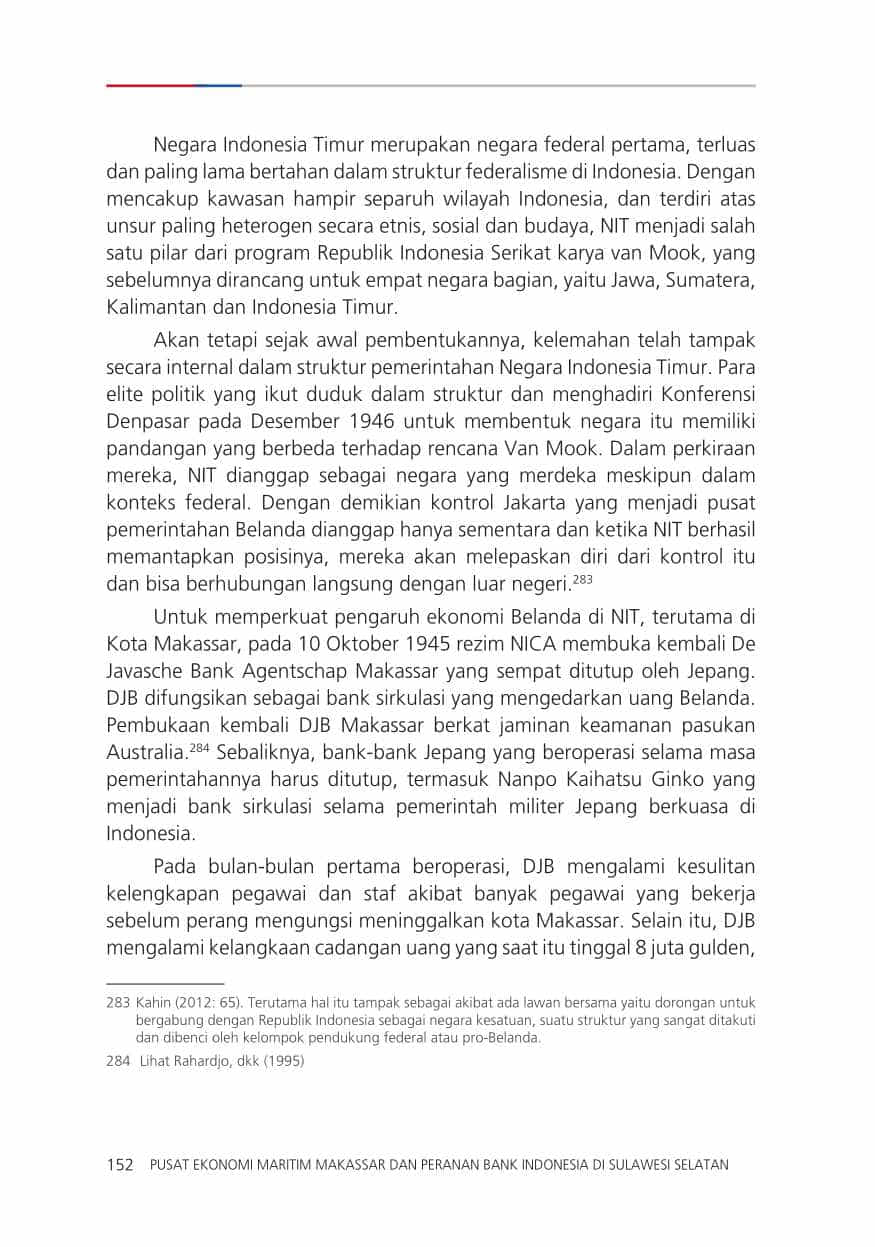 Negara Indonesia Timur merupakan negara federal pertama, terluas
dan paling lama bertahan dalam struktur federalisme di Indonesia. Dengan
mencakup kawasan hampir separuh wilayah Indonesia, dan terdiri atas
unsur paling heterogen secara etnis, sosial dan budaya, NIT menjadi salah
satu pilar dari program Republik Indonesia Serikat karya van Mook, yang
sebelumnya dirancang untuk empat negara bagian, yaitu Jawa, Sumatera,
Kalimantan dan Indonesia Timur.
Akan tetapi sejak awal pembentukannya, kelemahan telah tampak
secara internal dalam struktur pemerintahan Negara Indonesia Timur. Para
elite politik yang ikut duduk dalam struktur dan menghadiri Konferensi
Denpasar pada Desember 1946 untuk membentuk negara itu memiliki
pandangan yang berbeda terhadap rencana Van Mook. Dalam perkiraan
mereka, NIT dianggap sebagai negara yang merdeka meskipun dalam
konteks federal. Dengan demikian kontrol Jakarta yang menjadi pusat
pemerintahan Belanda dianggap hanya sementara dan ketika NIT berhasil
memantapkan posisinya, mereka akan melepaskan diri dari kontrol itu
dan bisa berhubungan langsung dengan luar negeri.283
Untuk memperkuat pengaruh ekonomi Belanda di NIT, terutama di
Kota Makassar, pada 10 Oktober 1945 rezim NICA membuka kembali De
Javasche Bank Agentschap Makassar yang sempat ditutup oleh Jepang.
DJB difungsikan sebagai bank sirkulasi yang mengedarkan uang Belanda.
Pembukaan kembali DJB Makassar berkat jaminan keamanan pasukan
Australia.284 Sebaliknya, bank-bank Jepang yang beroperasi selama masa
pemerintahannya harus ditutup, termasuk Nanpo Kaihatsu Ginko yang
menjadi bank sirkulasi selama pemerintah militer Jepang berkuasa di
Indonesia.
Pada bulan-bulan pertama beroperasi, DJB mengalami kesulitan
kelengkapan pegawai dan staf akibat banyak pegawai yang bekerja
sebelum perang mengungsi meninggalkan kota Makassar. Selain itu, DJB
mengalami kelangkaan cadangan uang yang saat itu tinggal 8 juta gulden,
283 Kahin (2012: 65). Terutama hal itu tampak sebagai akibat ada lawan bersama yaitu dorongan untuk
bergabung dengan Republik Indonesia sebagai negara kesatuan, suatu struktur yang sangat ditakuti
dan dibenci oleh kelompok pendukung federal atau pro-Belanda.
284 Lihat Rahardjo, dkk (1995)
152 PUSAT EKONOMI MARITIM MAKASSAR DAN PERANAN BANK INDONESIA DI SULAWESI SELATAN